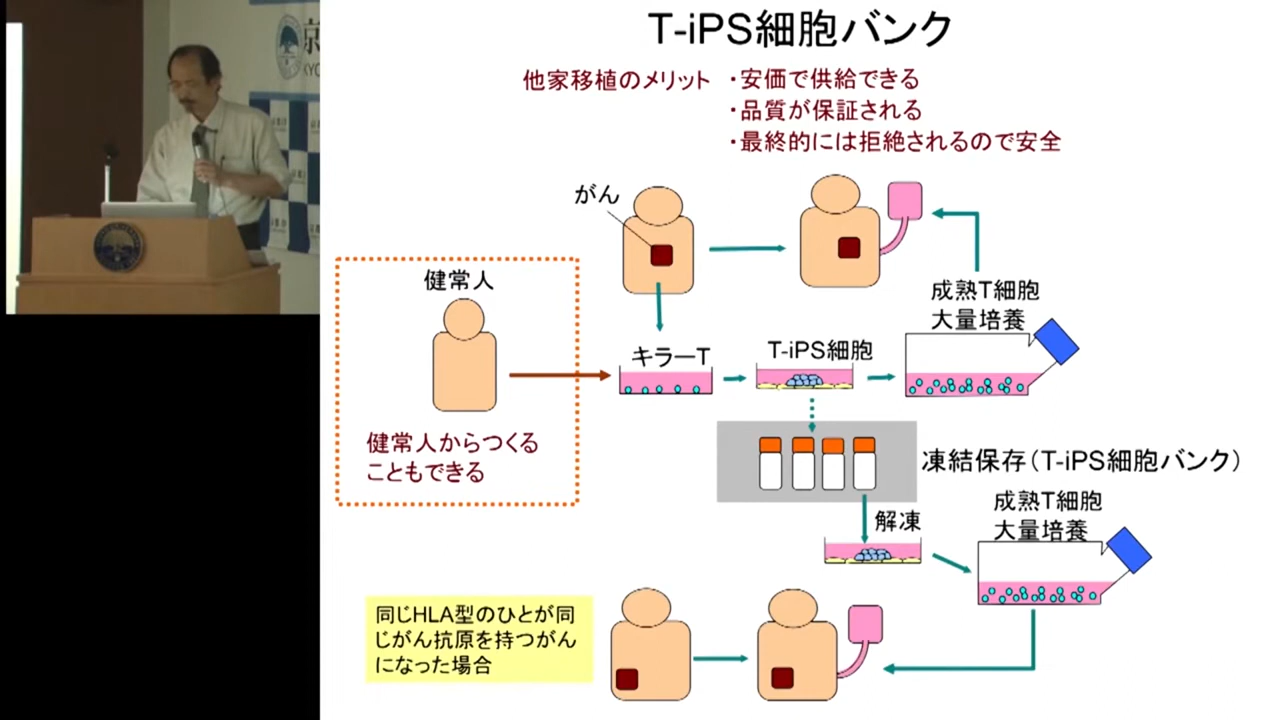 T-iPS細胞バンク
他家移植のメリット ・安価で供給できる
・品質が保証される
・最終的には拒絶されるので安全
がん
健常人
成熟T細胞
大量培養
キラーT
T-iPS細胞
健常人からつくる
こともできる
凍結保存（T-iPS細胞バンク）
解凍
成熟T細胞
大量培養
同じHLA型のひとが同
じがん抗原を持つがん
になった場合
京
KYO